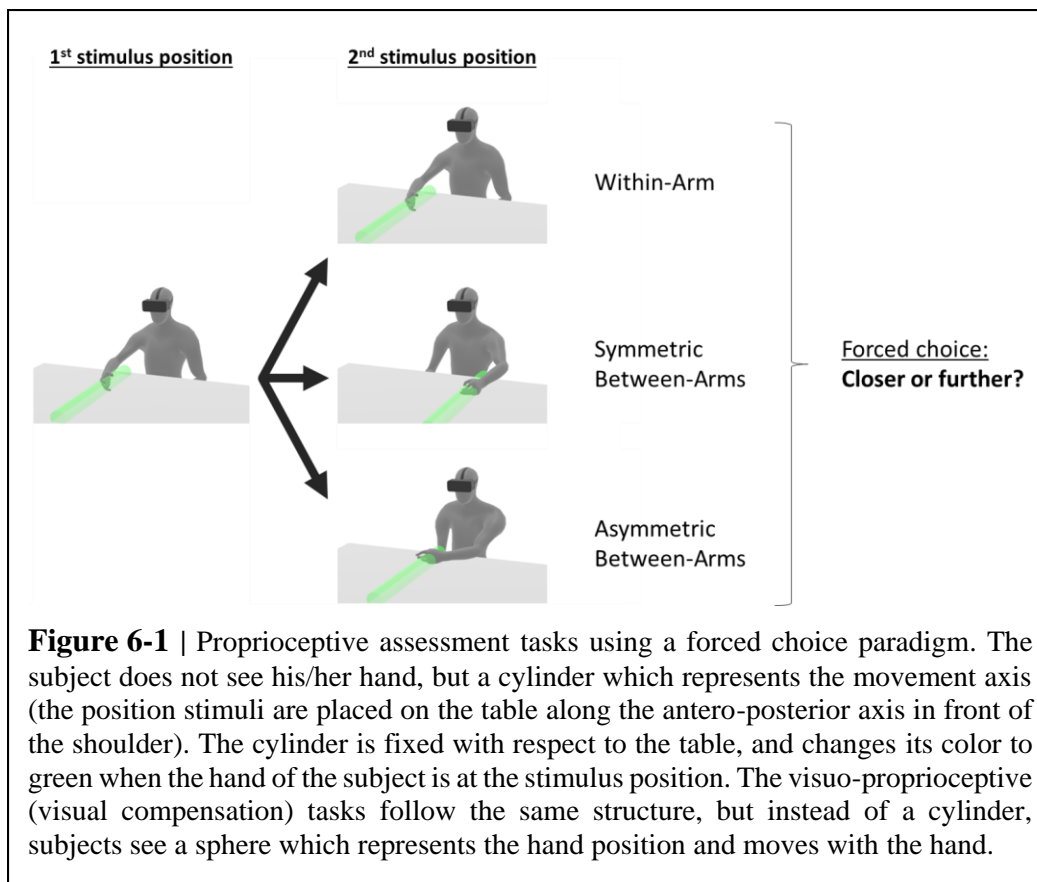 1st stimulus position
2nd stimulus position
Within-Arm
Symmetric
Between-Arms
Forced choice:
Closer or further?
Asymmetric
Between-Arms
Figure 6-1 | Proprioceptive assessment tasks using a forced choice paradigm. The
subject does not see his/her hand, but a cylinder which represents the movement axis
(the position stimuli are placed on the table along the antero-posterior axis in front of
the shoulder). The cylinder is fixed with respect to the table, and changes its color to
green when the hand of the subject is at the stimulus position. The visuo-proprioceptive
(visual compensation) tasks follow the same structure, but instead of a cylinder,
subjects see a sphere which represents the hand position and moves with the hand.